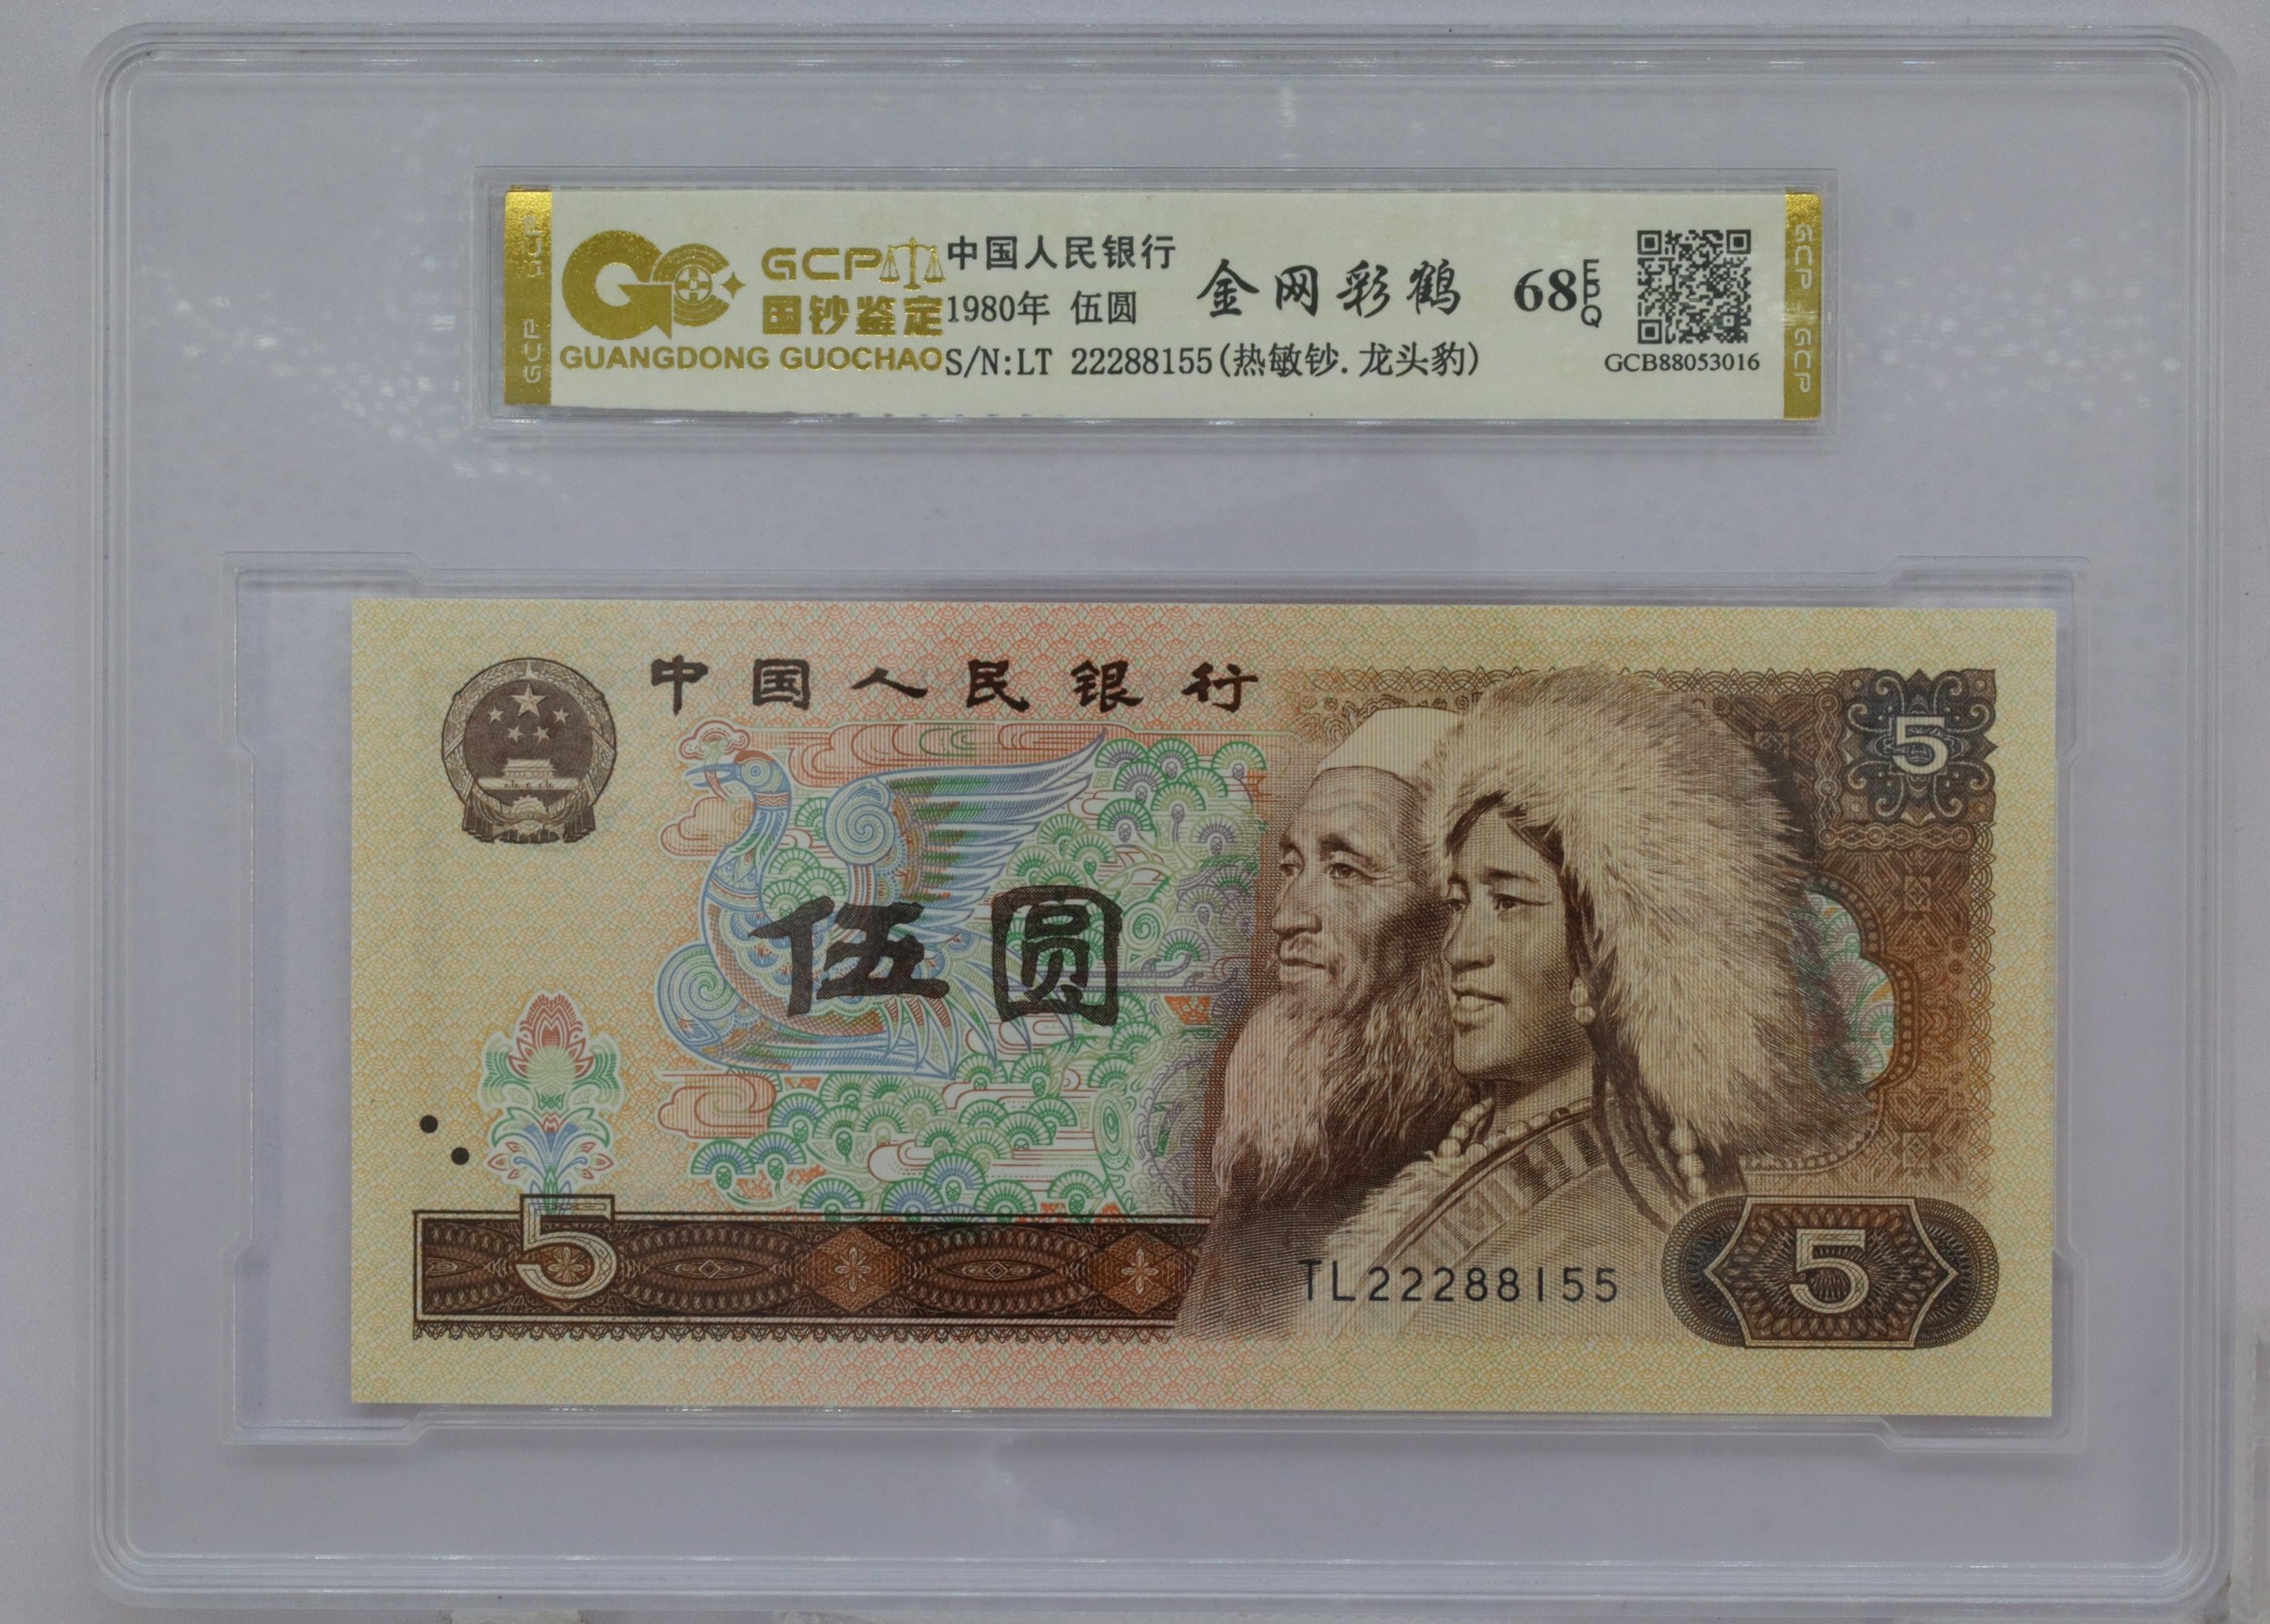 GCP
国钞鉴定
GUANGDONG GUOCHAO
中国人民银行
1980年 伍圆
S/N:LT 22288155(热敏钞.龙头豹)
金网彩鹤
68 EPQ
GCB88053016
GCP GCP
中国人民银行
5
伍圆
5
TL22288155
5